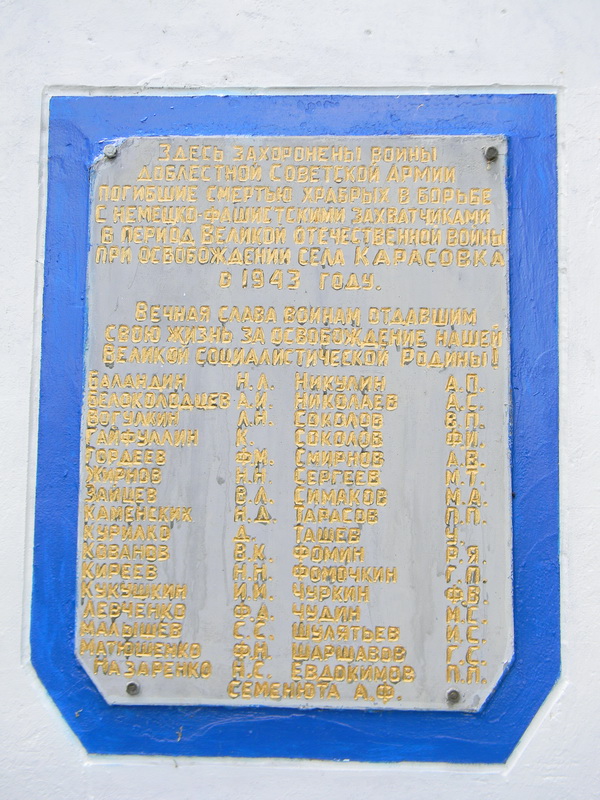 Здесь захоронены воины
доблестной Советской Армии
погибшие смертью храбрых в борьбе
с немецко-фашистскими захватчиками
в период Великой отечественной войны
при освобождении села Карасовка
в 1943 году.
Вечная слава воинам отдавшим
свою жизнь за освобождение нашей
Великой социалистической Родины!
Баландин Н.Л. Никулин А.П.
Белоколодцев А.И. Николаев А.С.
Вогулкин Л.Н. Соколов В.П.
Гайфуллин К. Соколов Ф.И.
Гордеев Ф.М. Смирнов А.В.
Жирнов Н.Н. Сергеев М.Т.
Зайцев В.Л. Симаков М.А.
Каменских Я.Д. Тарасов П.П.
Курилко Д. Ташев У.
Кованов В.К. Фомин Р.Я.
Киреев Н.Н. Фомочкин Г.П.
Кукушкин И.И. Чуркин Ф.В.
Левченко Ф.Д. Чудин М.С.
Малышев С.С. Шулятьев И.С.
Матюшенко Ф.Н. Шаршавов Г.С.
Назаренко Н.С. Евдокимов П.П.
Семенюта А.Ф.